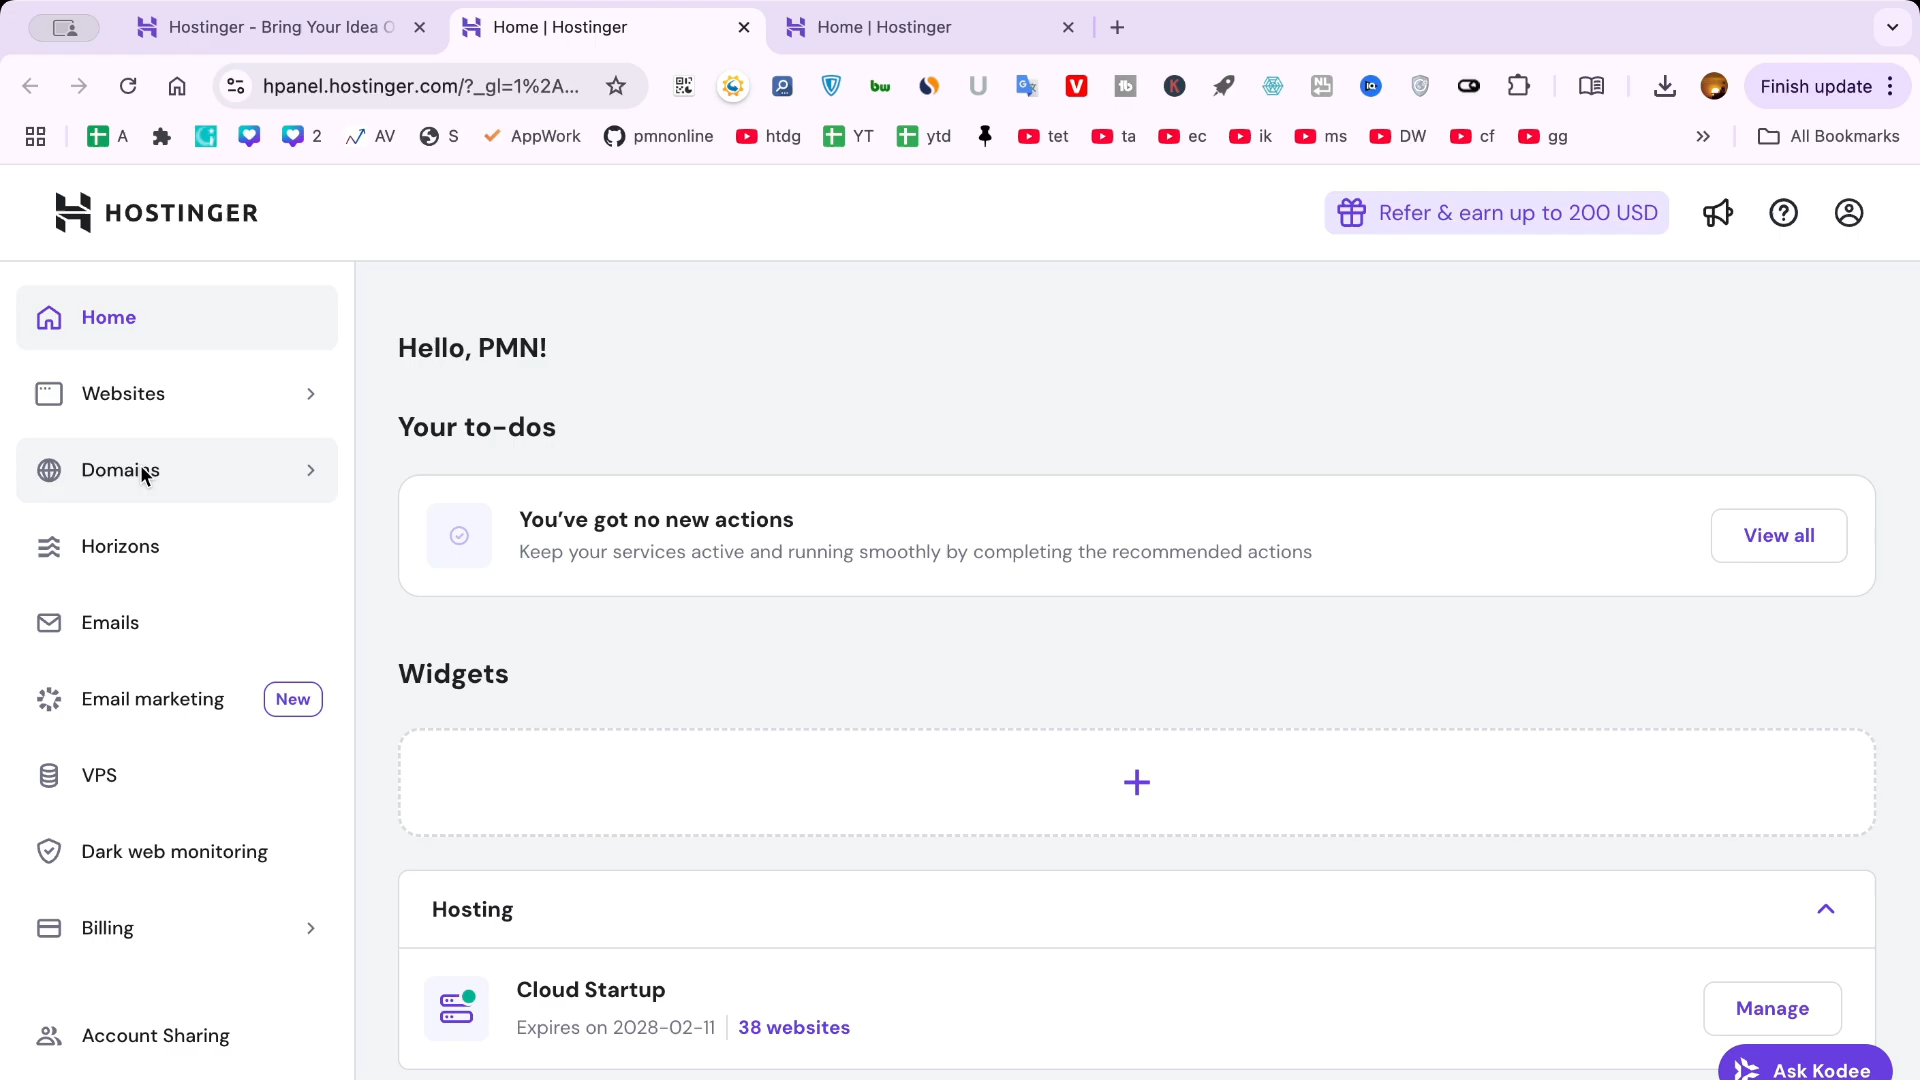 Hostinger - Bring Your Idea O
Home | Hostinger
Home | Hostinger
hpanel.hostinger.com/?_gl=1%2A...
Finish update
A
2
AV
S
AppWork
pmnonline
htdg
YT
ytd
tet
ta
ec
ik
ms
DW
cf
gg
All Bookmarks
HOSTINGER
Refer & earn up to 200 USD
Home
Websites
Domains
Horizons
Emails
Email marketing
New
VPS
Dark web monitoring
Billing
Account Sharing
Hello, PMN!
Your to-dos
You've got no new actions
Keep your services active and running smoothly by completing the recommended actions
View all
Widgets
Hosting
Cloud Startup
Expires on 2028-02-11
38 websites
Manage
Ask Kodee